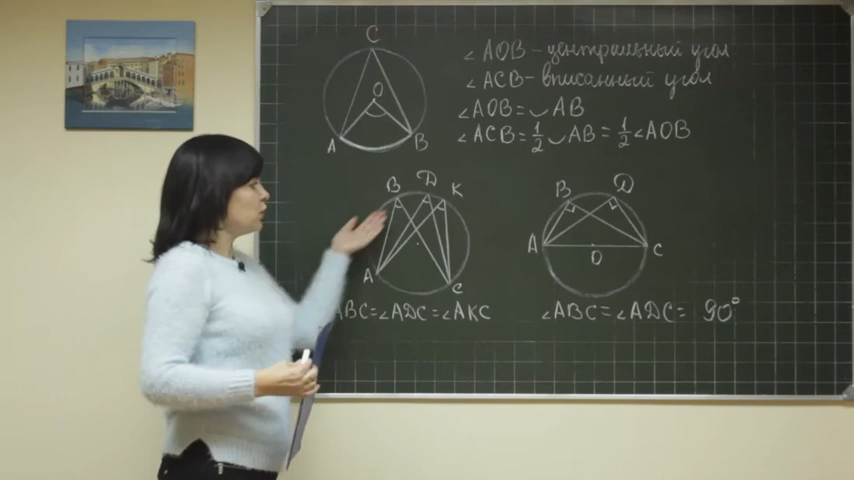 C
O
A B
∠AOB - центральный угол
∠ACB - вписанный угол
∠AOB = ◡AB
∠ACB = 1/2 ◡AB = 1/2 ∠AOB
B D K
A C
ABC = ∠ADC = ∠AKC
B D
A O C
∠ABC = ∠ADC = 90°